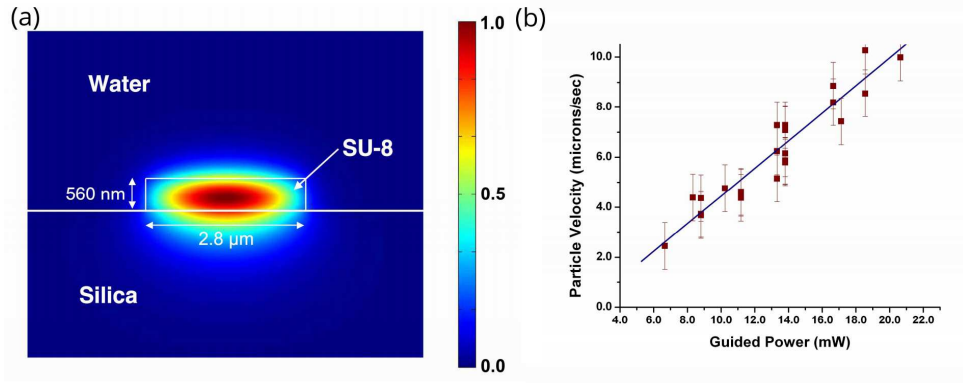 (a)
Water
SU-8
560 nm
2.8 µm
Silica
1.0
0.5
0.0
(b)
Particle Velocity (microns/sec)
10.0
8.0
6.0
4.0
2.0
0.0
4.0 6.0 8.0 10.0 12.0 14.0 16.0 18.0 20.0 22.0
Guided Power (mW)